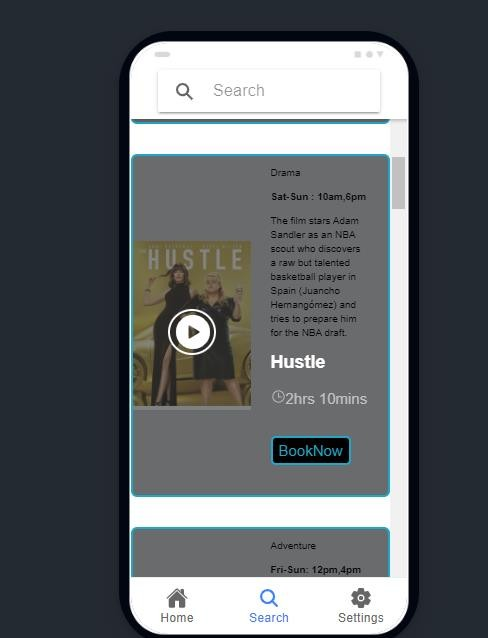 Search
Drama
Sat-Sun : 10am,6pm
The film stars Adam
Sandler as an NBA
scout who discovers
a raw but talented
basketball player in
Spain (Juancho
Hernangómez) and
tries to prepare him
for the NBA draft.
HUSTLE
Hustle
2hrs 10mins
BookNow
Adventure
Fri-Sun: 12pm,4pm
Home
Search
Settings